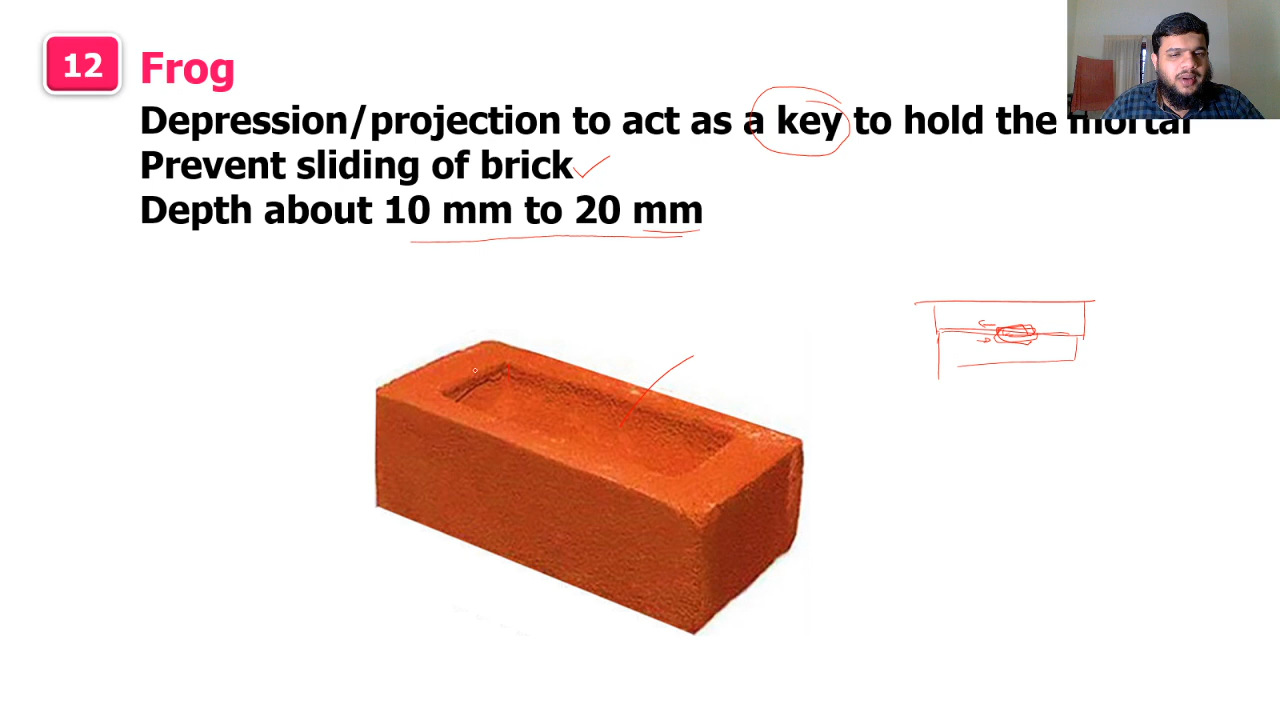 12
Frog
Depression/projection to act as a key to hold the mortar
Prevent sliding of brick
Depth about 10 mm to 20 mm